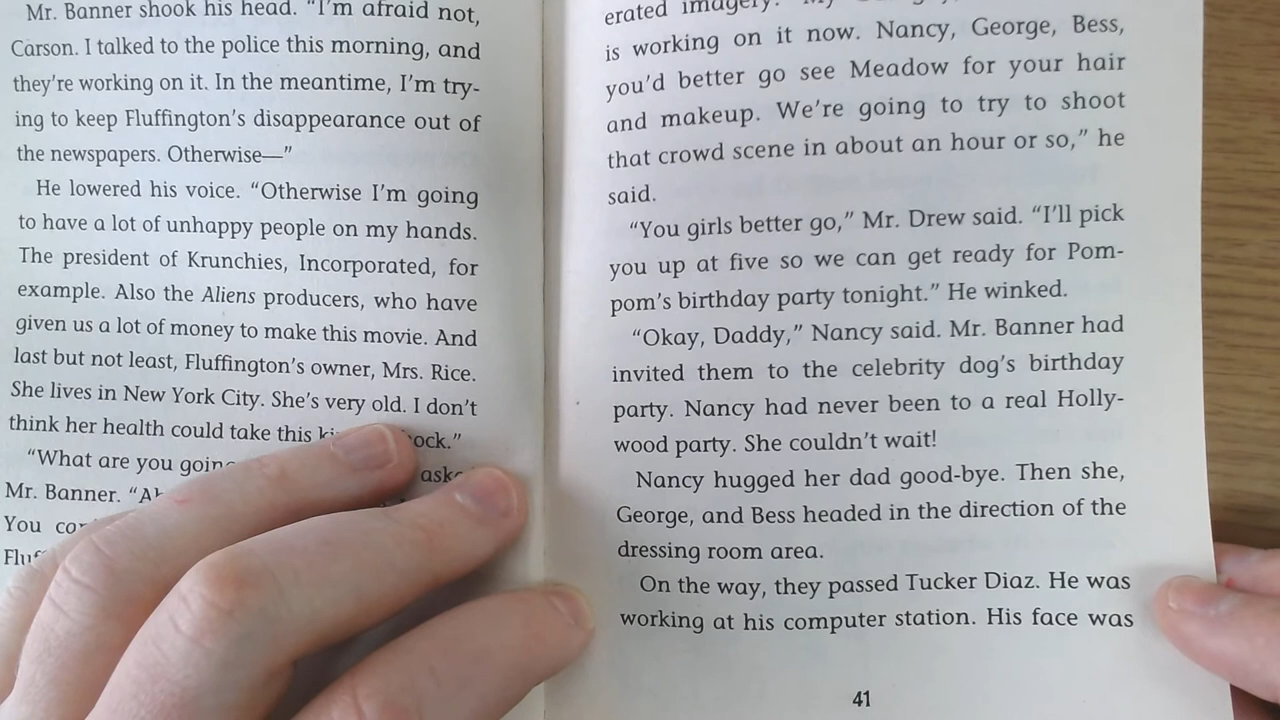 Mr. Banner shook his head. “I’m afraid not,
Carson. I talked to the police this morning, and
they’re working on it. In the meantime, I’m try-
ing to keep Fluffington’s disappearance out of
the newspapers. Otherwise—”
He lowered his voice. “Otherwise I’m going
to have a lot of unhappy people on my hands.
The president of Krunchies, Incorporated, for
example. Also the Aliens producers, who have
given us a lot of money to make this movie. And
last but not least, Fluffington’s owner, Mrs. Rice.
She lives in New York City. She’s very old. I don’t
think her health could take this
“What are you
Mr. Banner.
You
erated imagery.
is working on it now. Nancy, George, Bess,
you’d better go see Meadow for your hair
and makeup. We’re going to try to shoot
that crowd scene in about an hour or so,” he
said.
“You girls better go,” Mr. Drew said. “I’ll pick
you up at five so we can get ready for Pom-
pom’s birthday party tonight.” He winked.
“Okay, Daddy,” Nancy said. Mr. Banner had
invited them to the celebrity dog’s birthday
party. Nancy had never been to a real Holly-
wood party. She couldn’t wait!
Nancy hugged her dad good-bye. Then she,
George, and Bess headed in the direction of the
dressing room area.
On the way, they passed Tucker Diaz. He was
working at his computer station. His face was
41